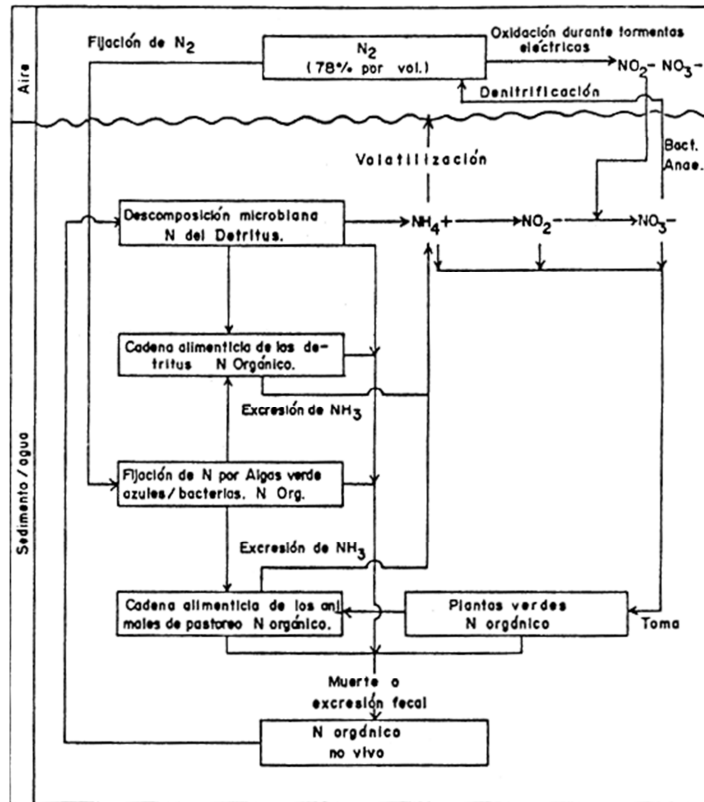 Aire
Fijación de N2
N2
(78% por vol.)
Oxidación durante tormentas
eléctricas
NO2- NO3-
Denitrificación
Bact.
Anae.
Volatilización
Sedimento/agua
Descomposición microbiana
N del Detritus.
NH4+
NO2-
NO3-
Cadena alimenticia de los de-
tritus N Orgánico.
Excresión de NH3
Fijación de N por Algas verde
azules/bacterias. N Org.
Excresión de NH3
Cadena alimenticia de los ani
males de pastoreo N orgánico.
Plantas verdes
N orgánico
Toma
Muerte o
excresión fecal
N orgánico
no vivo